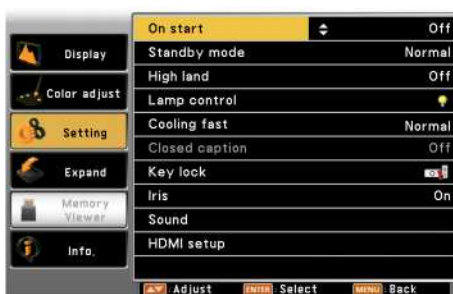 Display
Color adjust
Setting
Expand
Memory
Viewer
Info.
On start Off
Standby mode Normal
High land Off
Lamp control
Cooling fast Normal
Closed caption Off
Key lock
Iris On
Sound
HDMI setup
Adjust ENTER Select MENU Back